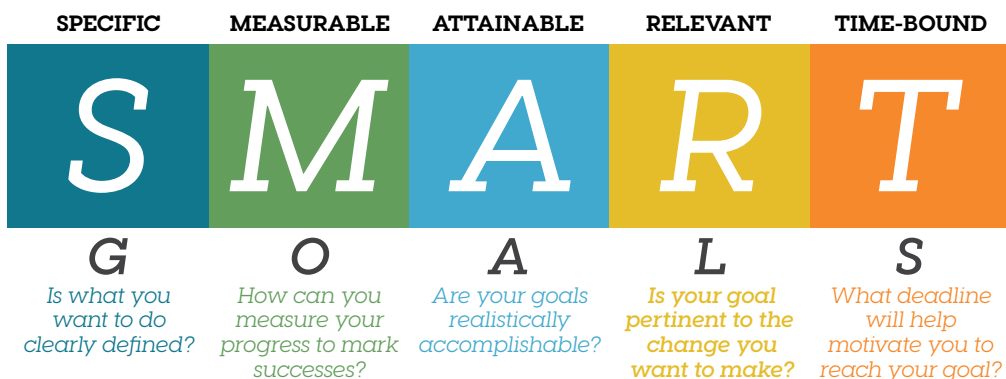 SPECIFIC MEASURABLE ATTAINABLE RELEVANT TIME-BOUND
S M A R T
G O A L S
Is what you
want to do
clearly defined?
How can you
measure your
progress to mark
successes?
Are your goals
realistically
accomplishable?
Is your goal
pertinent to the
change you
want to make?
What deadline
will help
motivate you to
reach your goal?